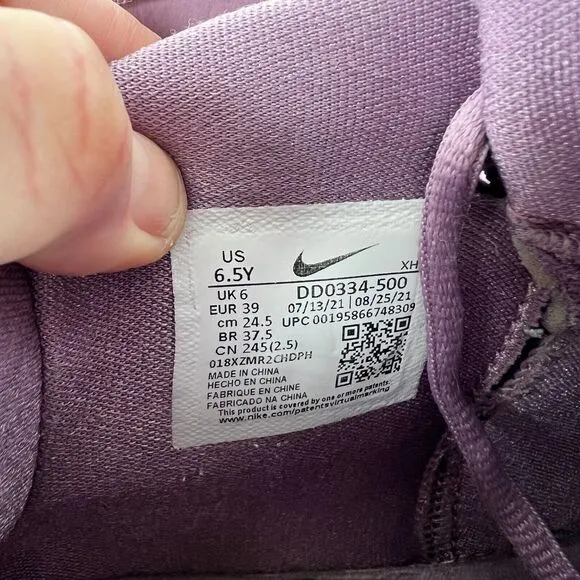 US
6.5Y
XH
UK 6
DD0334-500
EUR 39
07/13/21 | 08/25/21
cm 24.5
UPC 00195866748309
BR 37.5
CN 245(2.5)
018XZMR2CHDPH
MADE IN CHINA
HECHO EN CHINA
FABRIQUE EN CHINE
FABRICADO NA CHINA
This product is covered by one or more patents:
www.nike.com/patentsvirtualmarking